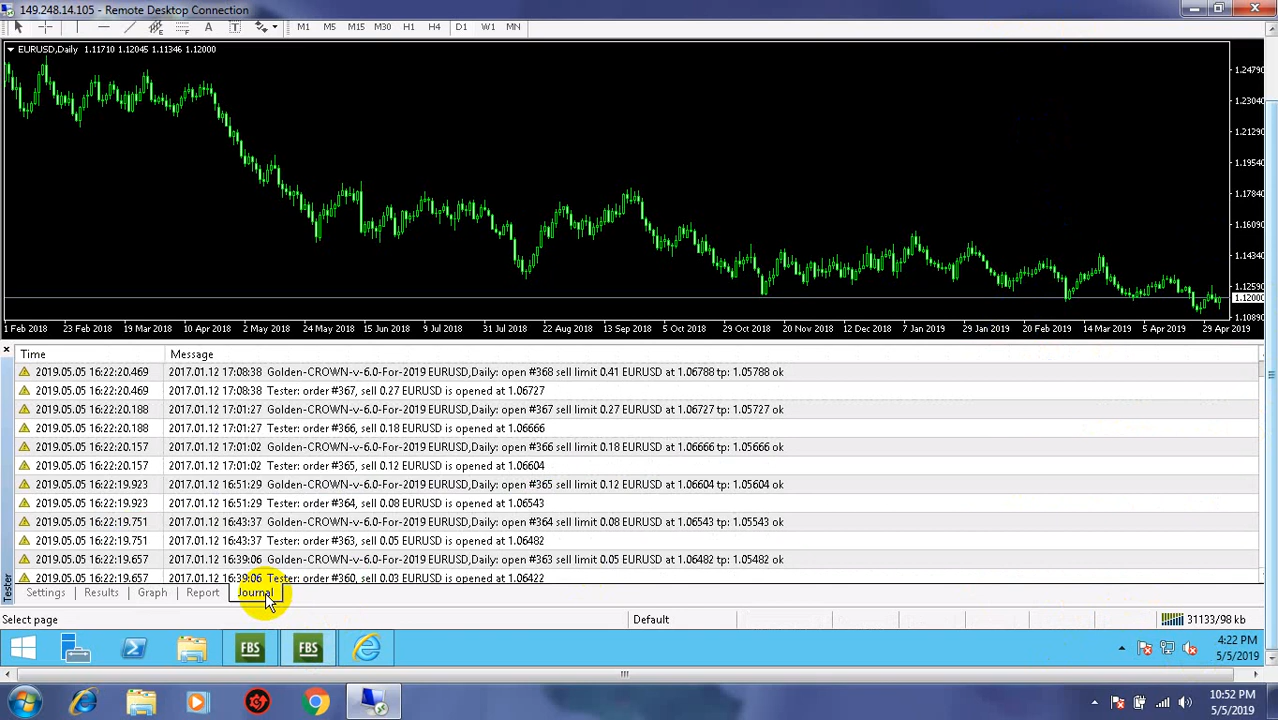 149.248.14.105 - Remote Desktop Connection
A T M1 M5 M15 M30 H1 H4 D1 W1 MN
EURUSD,Daily 1.11710 1.12045 1.11346 1.12000
1.24790
1.23040
1.21290
1.19540
1.17840
1.16090
1.14340
1.12590
1.12000
1.10890
1 Feb 2018 23 Feb 2018 19 Mar 2018 10 Apr 2018 2 May 2018 24 May 2018 15 Jun 2018 9 Jul 2018 31 Jul 2018 22 Aug 2018 13 Sep 2018 5 Oct 2018 29 Oct 2018 20 Nov 2018 12 Dec 2018 7 Jan 2019 29 Jan 2019 20 Feb 2019 14 Mar 2019 5 Apr 2019 29 Apr 2019
Time Message
2019.05.05 16:22:20.469 2017.01.12 17:08:38 Golden-CROWN-v-6.0-For-2019 EURUSD,Daily: open #368 sell limit 0.41 EURUSD at 1.06788 tp: 1.05788 ok
2019.05.05 16:22:20.469 2017.01.12 17:08:38 Tester: order #367, sell 0.27 EURUSD is opened at 1.06727
2019.05.05 16:22:20.188 2017.01.12 17:01:27 Golden-CROWN-v-6.0-For-2019 EURUSD,Daily: open #367 sell limit 0.27 EURUSD at 1.06727 tp: 1.05727 ok
2019.05.05 16:22:20.188 2017.01.12 17:01:27 Tester: order #366, sell 0.18 EURUSD is opened at 1.06666
2019.05.05 16:22:20.157 2017.01.12 17:01:02 Golden-CROWN-v-6.0-For-2019 EURUSD,Daily: open #366 sell limit 0.18 EURUSD at 1.06666 tp: 1.05666 ok
2019.05.05 16:22:20.157 2017.01.12 17:01:02 Tester: order #365, sell 0.12 EURUSD is opened at 1.06604
2019.05.05 16:22:19.923 2017.01.12 16:51:29 Golden-CROWN-v-6.0-For-2019 EURUSD,Daily: open #365 sell limit 0.12 EURUSD at 1.06604 tp: 1.05604 ok
2019.05.05 16:22:19.923 2017.01.12 16:51:29 Tester: order #364, sell 0.08 EURUSD is opened at 1.06543
2019.05.05 16:22:19.751 2017.01.12 16:43:37 Golden-CROWN-v-6.0-For-2019 EURUSD,Daily: open #364 sell limit 0.08 EURUSD at 1.06543 tp: 1.05543 ok
2019.05.05 16:22:19.751 2017.01.12 16:43:37 Tester: order #363, sell 0.05 EURUSD is opened at 1.06482
2019.05.05 16:22:19.657 2017.01.12 16:39:06 Golden-CROWN-v-6.0-For-2019 EURUSD,Daily: open #363 sell limit 0.05 EURUSD at 1.06482 tp: 1.05482 ok
2019.05.05 16:22:19.657 2017.01.12 16:39:06 Tester: order #360, sell 0.03 EURUSD is opened at 1.06422
Tester
Settings Results Graph Report Journal
Select page Default 31133/98 kb
FBS FBS
4:22 PM
5/5/2019
10:52 PM
5/5/2019